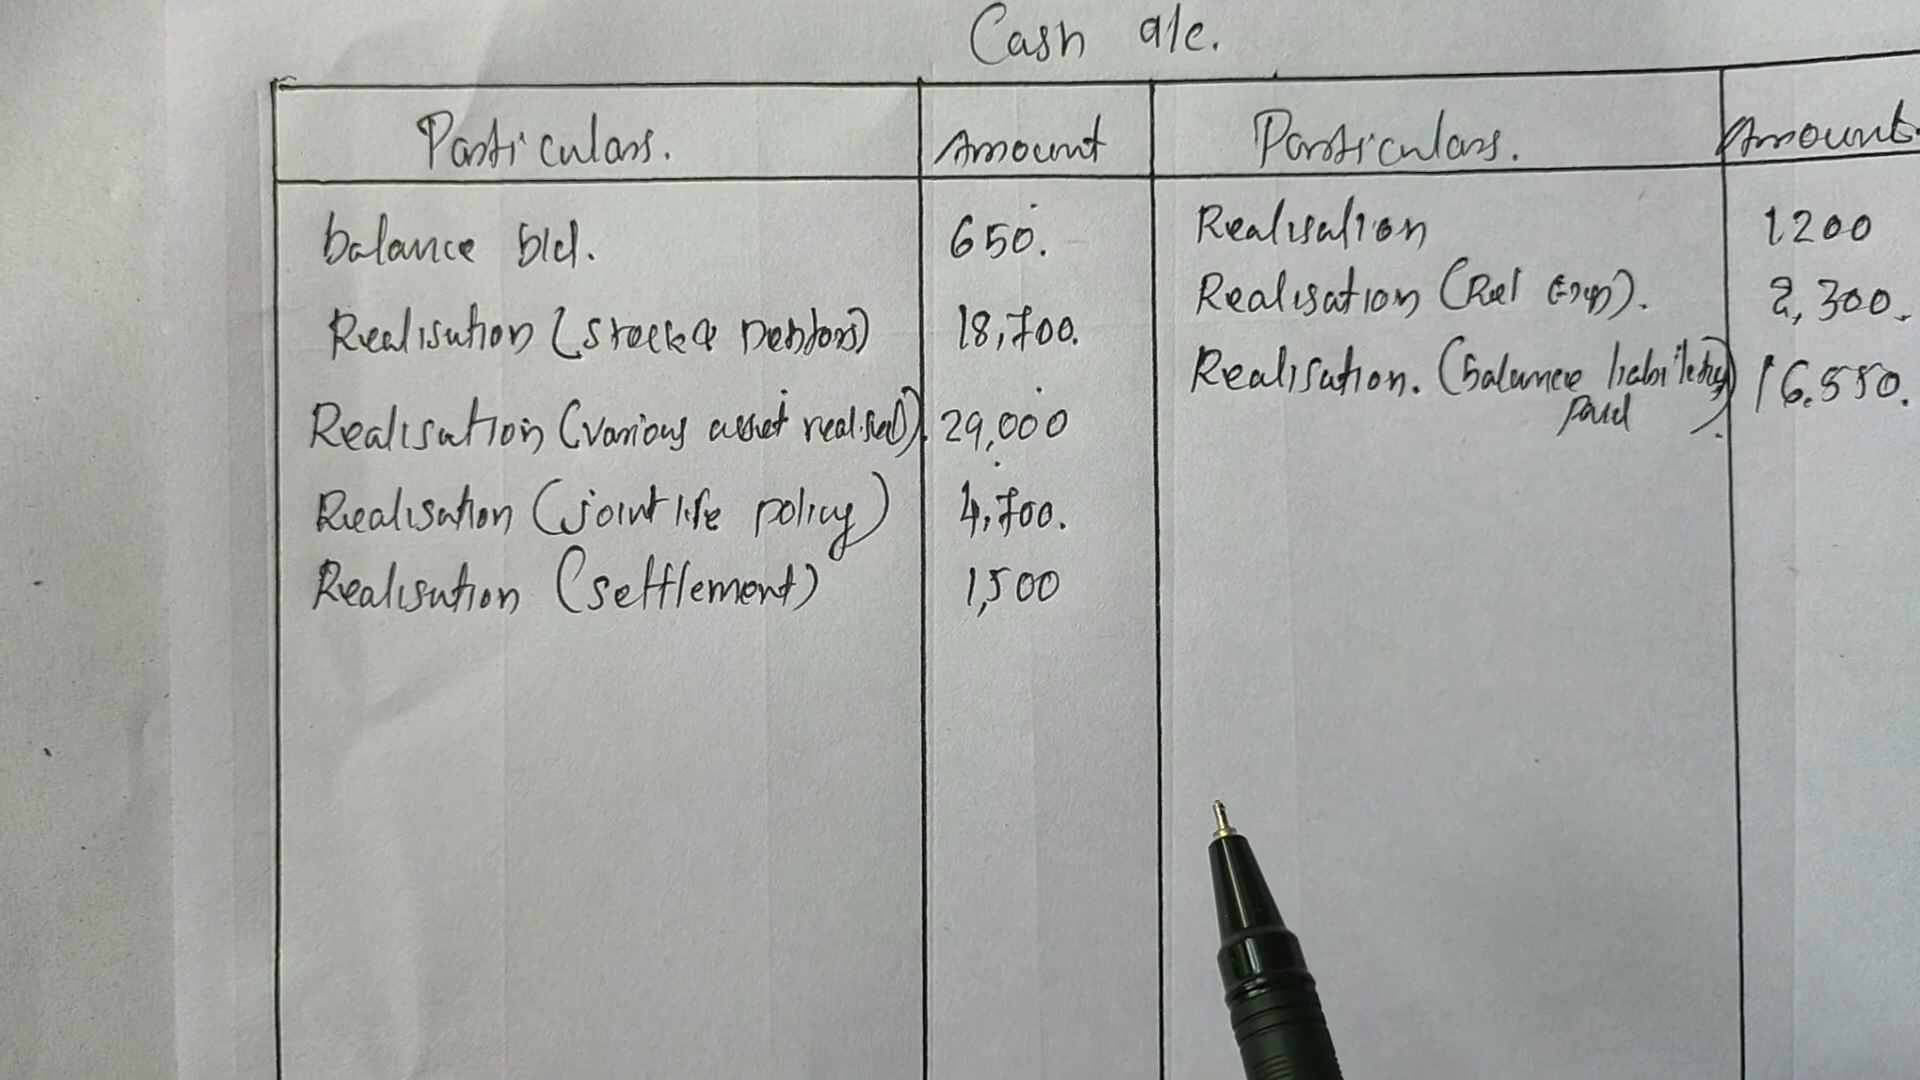 Cash a/c.
Particulars. Amount Particulars. Amount.
balance b/d. 650. Realisation 1200
Realisation (stock & Debtors) 18,700. Realisation (Rel Exp). 2,300.
Realisation (various asset realised). 29,000 Realisation. (balance liability paid). 16,550.
Realisation (joint life policy) 4,700.
Realisation (settlement) 1,500